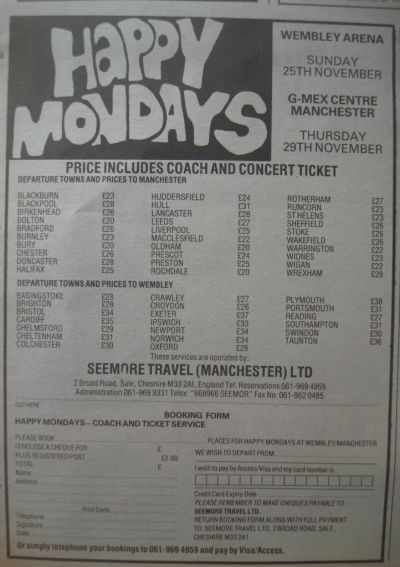 HAPPY
MONDAYS
WEMBLEY ARENA
SUNDAY
25TH NOVEMBER
G-MEX CENTRE
MANCHESTER
THURSDAY
29TH NOVEMBER
PRICE INCLUDES COACH AND CONCERT TICKET
DEPARTURE TOWNS AND PRICES TO MANCHESTER
BLACKBURN £23
BLACKPOOL £28
BIRKENHEAD £26
BOLTON £20
BRADFORD £26
BURNLEY £23
BURY £20
CHESTER £26
DONCASTER £28
HALIFAX £25
HUDDERSFIELD £24
HULL £31
LANCASTER £28
LEEDS £27
LIVERPOOL £25
MACCLESFIELD £22
OLDHAM £20
PRESCOT £24
PRESTON £25
ROCHDALE £20
ROTHERHAM £27
RUNCORN £23
ST HELENS £23
SHEFFIELD £26
STOKE £26
WAKEFIELD £26
WARRINGTON £22
WIDNES £23
WIGAN £22
WREXHAM £29
DEPARTURE TOWNS AND PRICES TO WEMBLEY
BASINGSTOKE £28
BRIGHTON £28
BRISTOL £34
CARDIFF £35
CHELMSFORD £29
CHELTENHAM £31
COLCHESTER £30
CRAWLEY £27
CROYDON £26
EXETER £37
IPSWICH £33
NEWPORT £34
NORWICH £34
OXFORD £28
PLYMOUTH £38
PORTSMOUTH £31
READING £27
SOUTHAMPTON £31
SWINDON £30
TAUNTON £36
These services are operated by:
SEEMORE TRAVEL (MANCHESTER) LTD
2 Broad Road, Sale, Cheshire M33 2AL, England Tel: Reservations 061-969 4959
Administration 061-969 9331 Telex: "668966 SEEMOR" Fax No: 061-962 0485
CUT HERE
BOOKING FORM
HAPPY MONDAYS – COACH AND TICKET SERVICE
PLEASE BOOK PLACES FOR HAPPY MONDAYS AT WEMBLEY/MANCHESTER
I ENCLOSE A CHEQUE FOR £
PLUS REGISTERED POST £2.00
TOTAL £
Name
Address
Post Code
Telephone
Signature
Date
WE WISH TO DEPART FROM
I wish to pay by Access/Visa and my card number is
Credit Card Expiry Date
PLEASE REMEMBER TO MAKE CHEQUES PAYABLE TO:
SEEMORE TRAVEL LTD.
RETURN BOOKING FORM ALONG WITH FULL PAYMENT
TO: SEEMORE TRAVEL LTD, 2 BROAD ROAD, SALE,
CHESHIRE M33 2A1
Or simply telephone your bookings to 061-969 4959 and pay by Visa/Access.